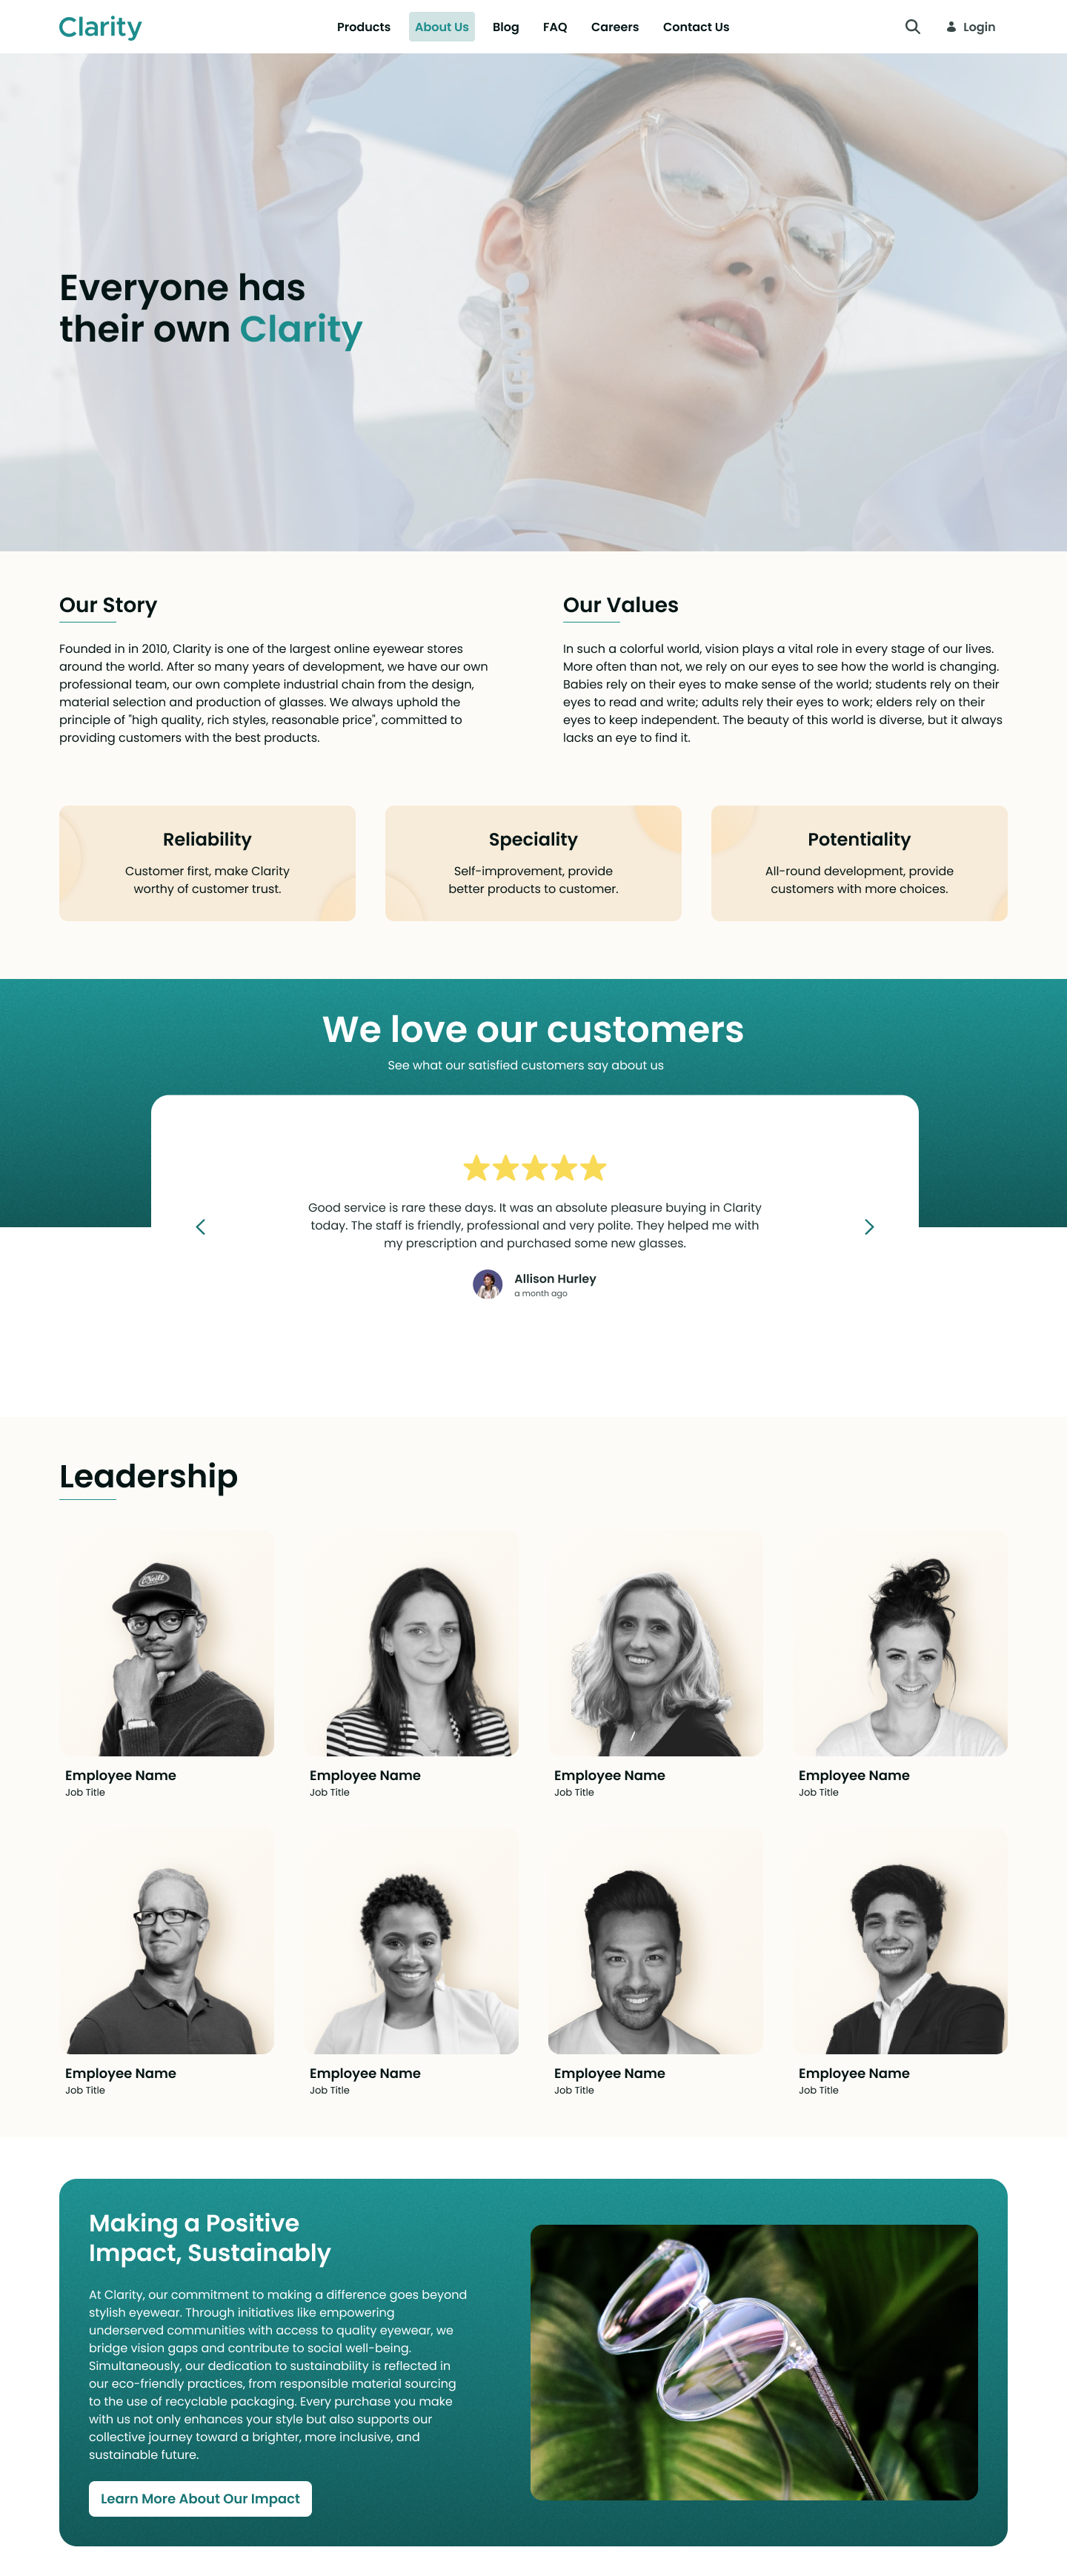 Clarity
Products
About Us
Blog
FAQ
Careers
Contact Us
Login
Everyone has
their own Clarity
Our Story
Founded in in 2010, Clarity is one of the largest online eyewear stores
around the world. After so many years of development, we have our own
professional team, our own complete industrial chain from the design,
material selection and production of glasses. We always uphold the
principle of "high quality, rich styles, reasonable price", committed to
providing customers with the best products.
Our Values
In such a colorful world, vision plays a vital role in every stage of our lives.
More often than not, we rely on our eyes to see how the world is changing.
Babies rely on their eyes to make sense of the world; students rely on their
eyes to read and write; adults rely their eyes to work; elders rely on their
eyes to keep independent. The beauty of this world is diverse, but it always
lacks an eye to find it.
Reliability
Customer first, make Clarity
worthy of customer trust.
Speciality
Self-improvement, provide
better products to customer.
Potentiality
All-round development, provide
customers with more choices.
We love our customers
See what our satisfied customers say about us
Good service is rare these days. It was an absolute pleasure buying in Clarity
today. The staff is friendly, professional and very polite. They helped me with
my prescription and purchased some new glasses.
Allison Hurley
a month ago
Leadership
Employee Name
Job Title
Employee Name
Job Title
Employee Name
Job Title
Employee Name
Job Title
Employee Name
Job Title
Employee Name
Job Title
Employee Name
Job Title
Employee Name
Job Title
Making a Positive
Impact, Sustainably
At Clarity, our commitment to making a difference goes beyond
stylish eyewear. Through initiatives like empowering
underserved communities with access to quality eyewear, we
bridge vision gaps and contribute to social well-being.
Simultaneously, our dedication to sustainability is reflected in
our eco-friendly practices, from responsible material sourcing
to the use of recyclable packaging. Every purchase you make
with us not only enhances your style but also supports our
collective journey toward a brighter, more inclusive, and
sustainable future.
Learn More About Our Impact